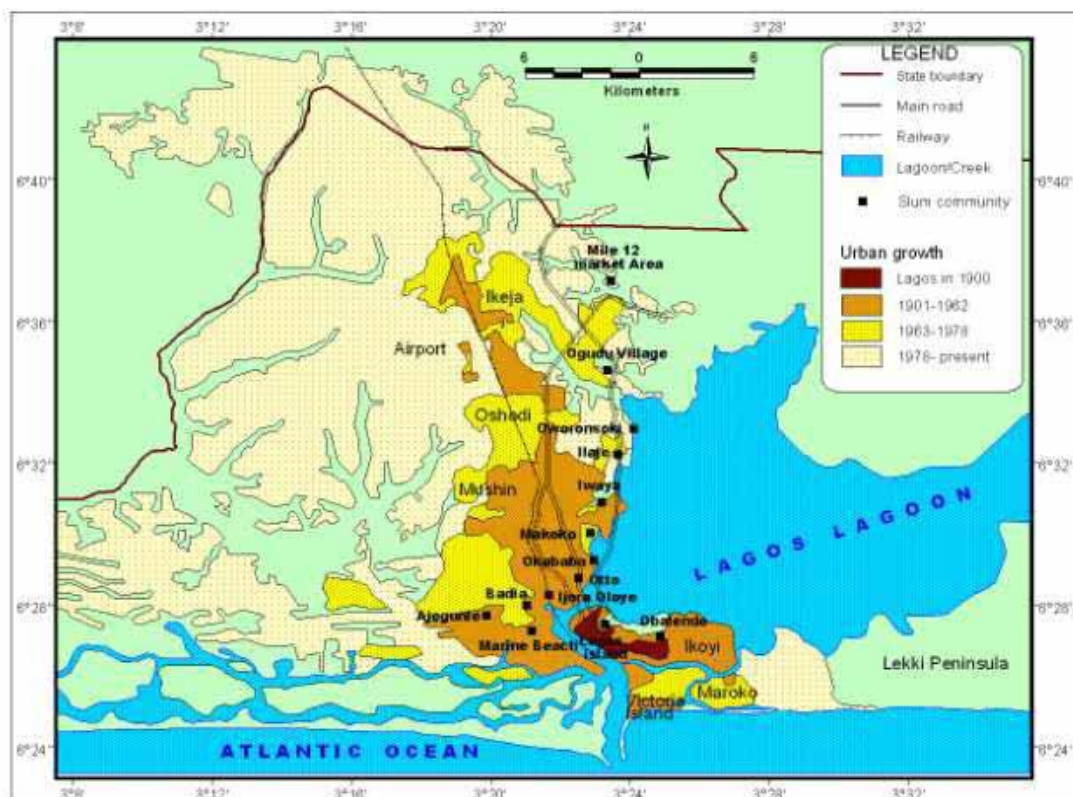 3°8' 3°12' 3°16' 3°20' 3°24' 3°28' 3°32'
LEGEND
State boundary
Main road
Railway
Lagoon/Creek
Slum community
Urban growth
Lagos in 1900
1901-1962
1963-1978
1978- present
6 0 6
Kilometers
N
6°40' 6°40'
Mile 12
market Area
Ikeja
6°36' 6°36'
Airport
Ogudu Village
Oshodi
Oworonsoki
Ilaje
6°32' 6°32'
Mushin
Iwaya
LAGOS LAGOON
Makoko
Okobaba
Otto
Badia
Ijora Oloye
6°28' 6°28'
Ajegunle
Obalende
Marine Beach
Island
Ikoyi
Lekki Peninsula
Maroko
Victoria
Island
6°24' 6°24'
ATLANTIC OCEAN
3°8' 3°12' 3°16' 3°20' 3°24' 3°28' 3°32'